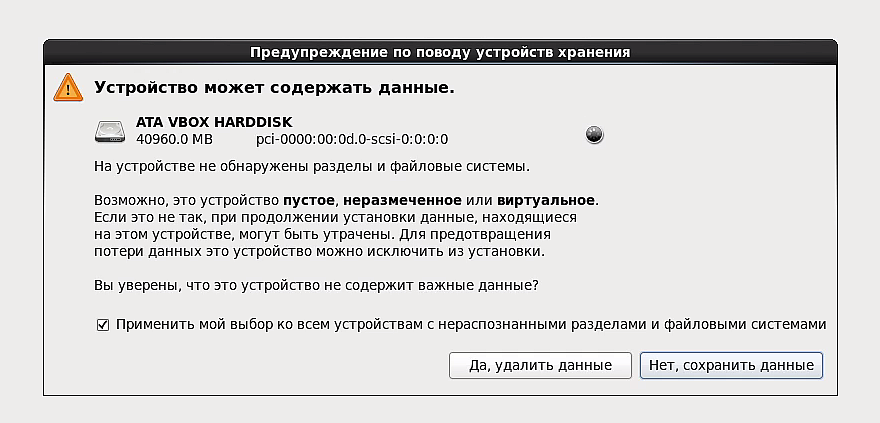 Предупреждение по поводу устройств хранения
Устройство может содержать данные.
ATA VBOX HARDDISK
40960.0 MB pci-0000:00:0d.0-scsi-0:0:0:0
На устройстве не обнаружены разделы и файловые системы.
Возможно, это устройство пустое, неразмеченное или виртуальное.
Если это не так, при продолжении установки данные, находящиеся
на этом устройстве, могут быть утрачены. Для предотвращения
потери данных это устройство можно исключить из установки.
Вы уверены, что это устройство не содержит важные данные?
Применить мой выбор ко всем устройствам с нераспознанными разделами и файловыми системами
Да, удалить данные Нет, сохранить данные